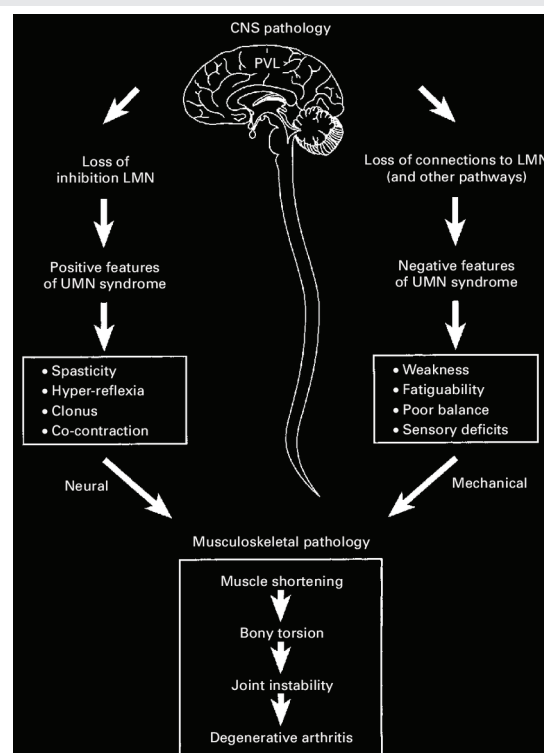 CNS pathology
PVL
Loss of
inhibition LMN
Loss of connections to LMN
(and other pathways)
Positive features
of UMN syndrome
Negative features
of UMN syndrome
• Spasticity
• Hyper-reflexia
• Clonus
• Co-contraction
• Weakness
• Fatiguability
• Poor balance
• Sensory deficits
Neural
Mechanical
Musculoskeletal pathology
Muscle shortening
Bony torsion
Joint instability
Degenerative arthritis